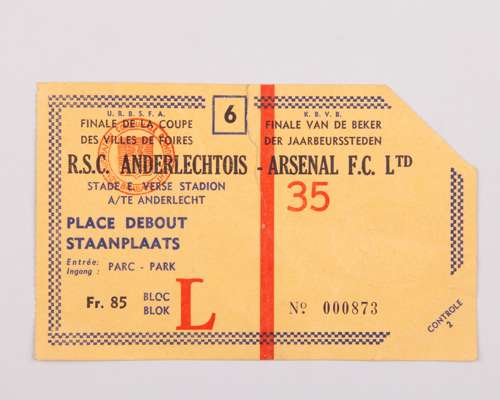 U.R.B.S.F.A.
K.B.V.B.
6
FINALE DE LA COUPE
FINALE VAN DE BEKER
DES VILLES DE FOIRES
DER JAARBEURSSTEDEN
R.S.C. ANDERLECHTOIS - ARSENAL F.C. LTD
STADE E. VERSE STADION
A/TE ANDERLECHT
35
PLACE DEBOUT
STAANPLAATS
Entrée:
Ingang:
PARC - PARK
Fr. 85
BLOC
BLOK
L
No. 000873
CONTROLE
2